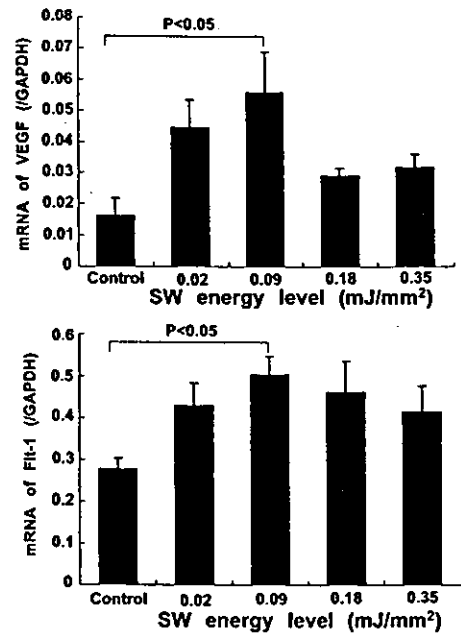 P<0.05
mRNA of VEGF (/GAPDH)
0.08
0.07
0.06
0.05
0.04
0.03
0.02
0.01
0
Control 0.02 0.09 0.18 0.35
SW energy level (mJ/mm²)
P<0.05
mRNA of Flt-1 (/GAPDH)
0.6
0.5
0.4
0.3
0.2
0.1
0
Control 0.02 0.09 0.18 0.35
SW energy level (mJ/mm²)